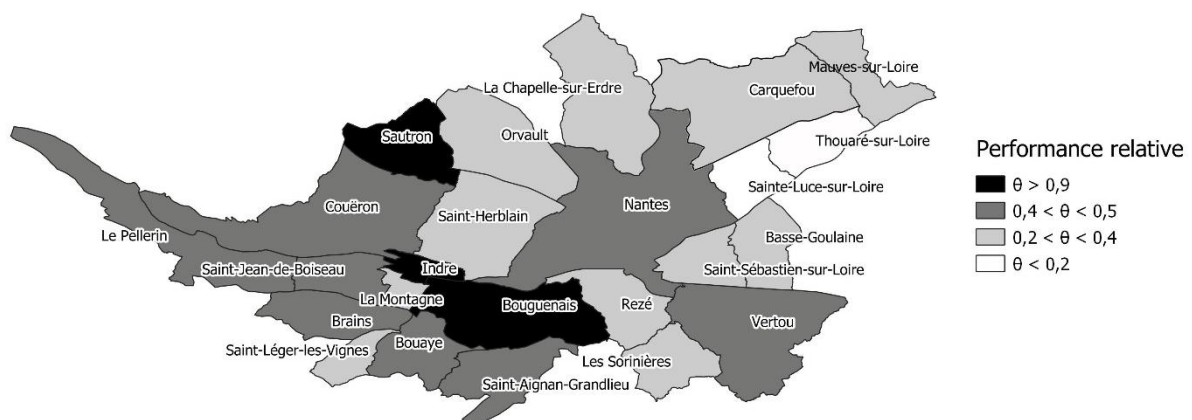 La Chapelle-sur-Erdre
Mauves-sur-Loire
Carquefou
Sautron
Orvault
Thouaré-sur-Loire
Sainte-Luce-sur-Loire
Couëron
Saint-Herblain
Nantes
Le Pellerin
Basse-Goulaine
Saint-Jean-de-Boiseau
Indre
Saint-Sébastien-sur-Loire
La Montagne
Bouguenais
Rezé
Brains
Vertou
Saint-Léger-les-Vignes
Bouaye
Les Sorinières
Saint-Aignan-Grandlieu
Performance relative
θ > 0,9
0,4 < θ < 0,5
0,2 < θ < 0,4
θ < 0,2